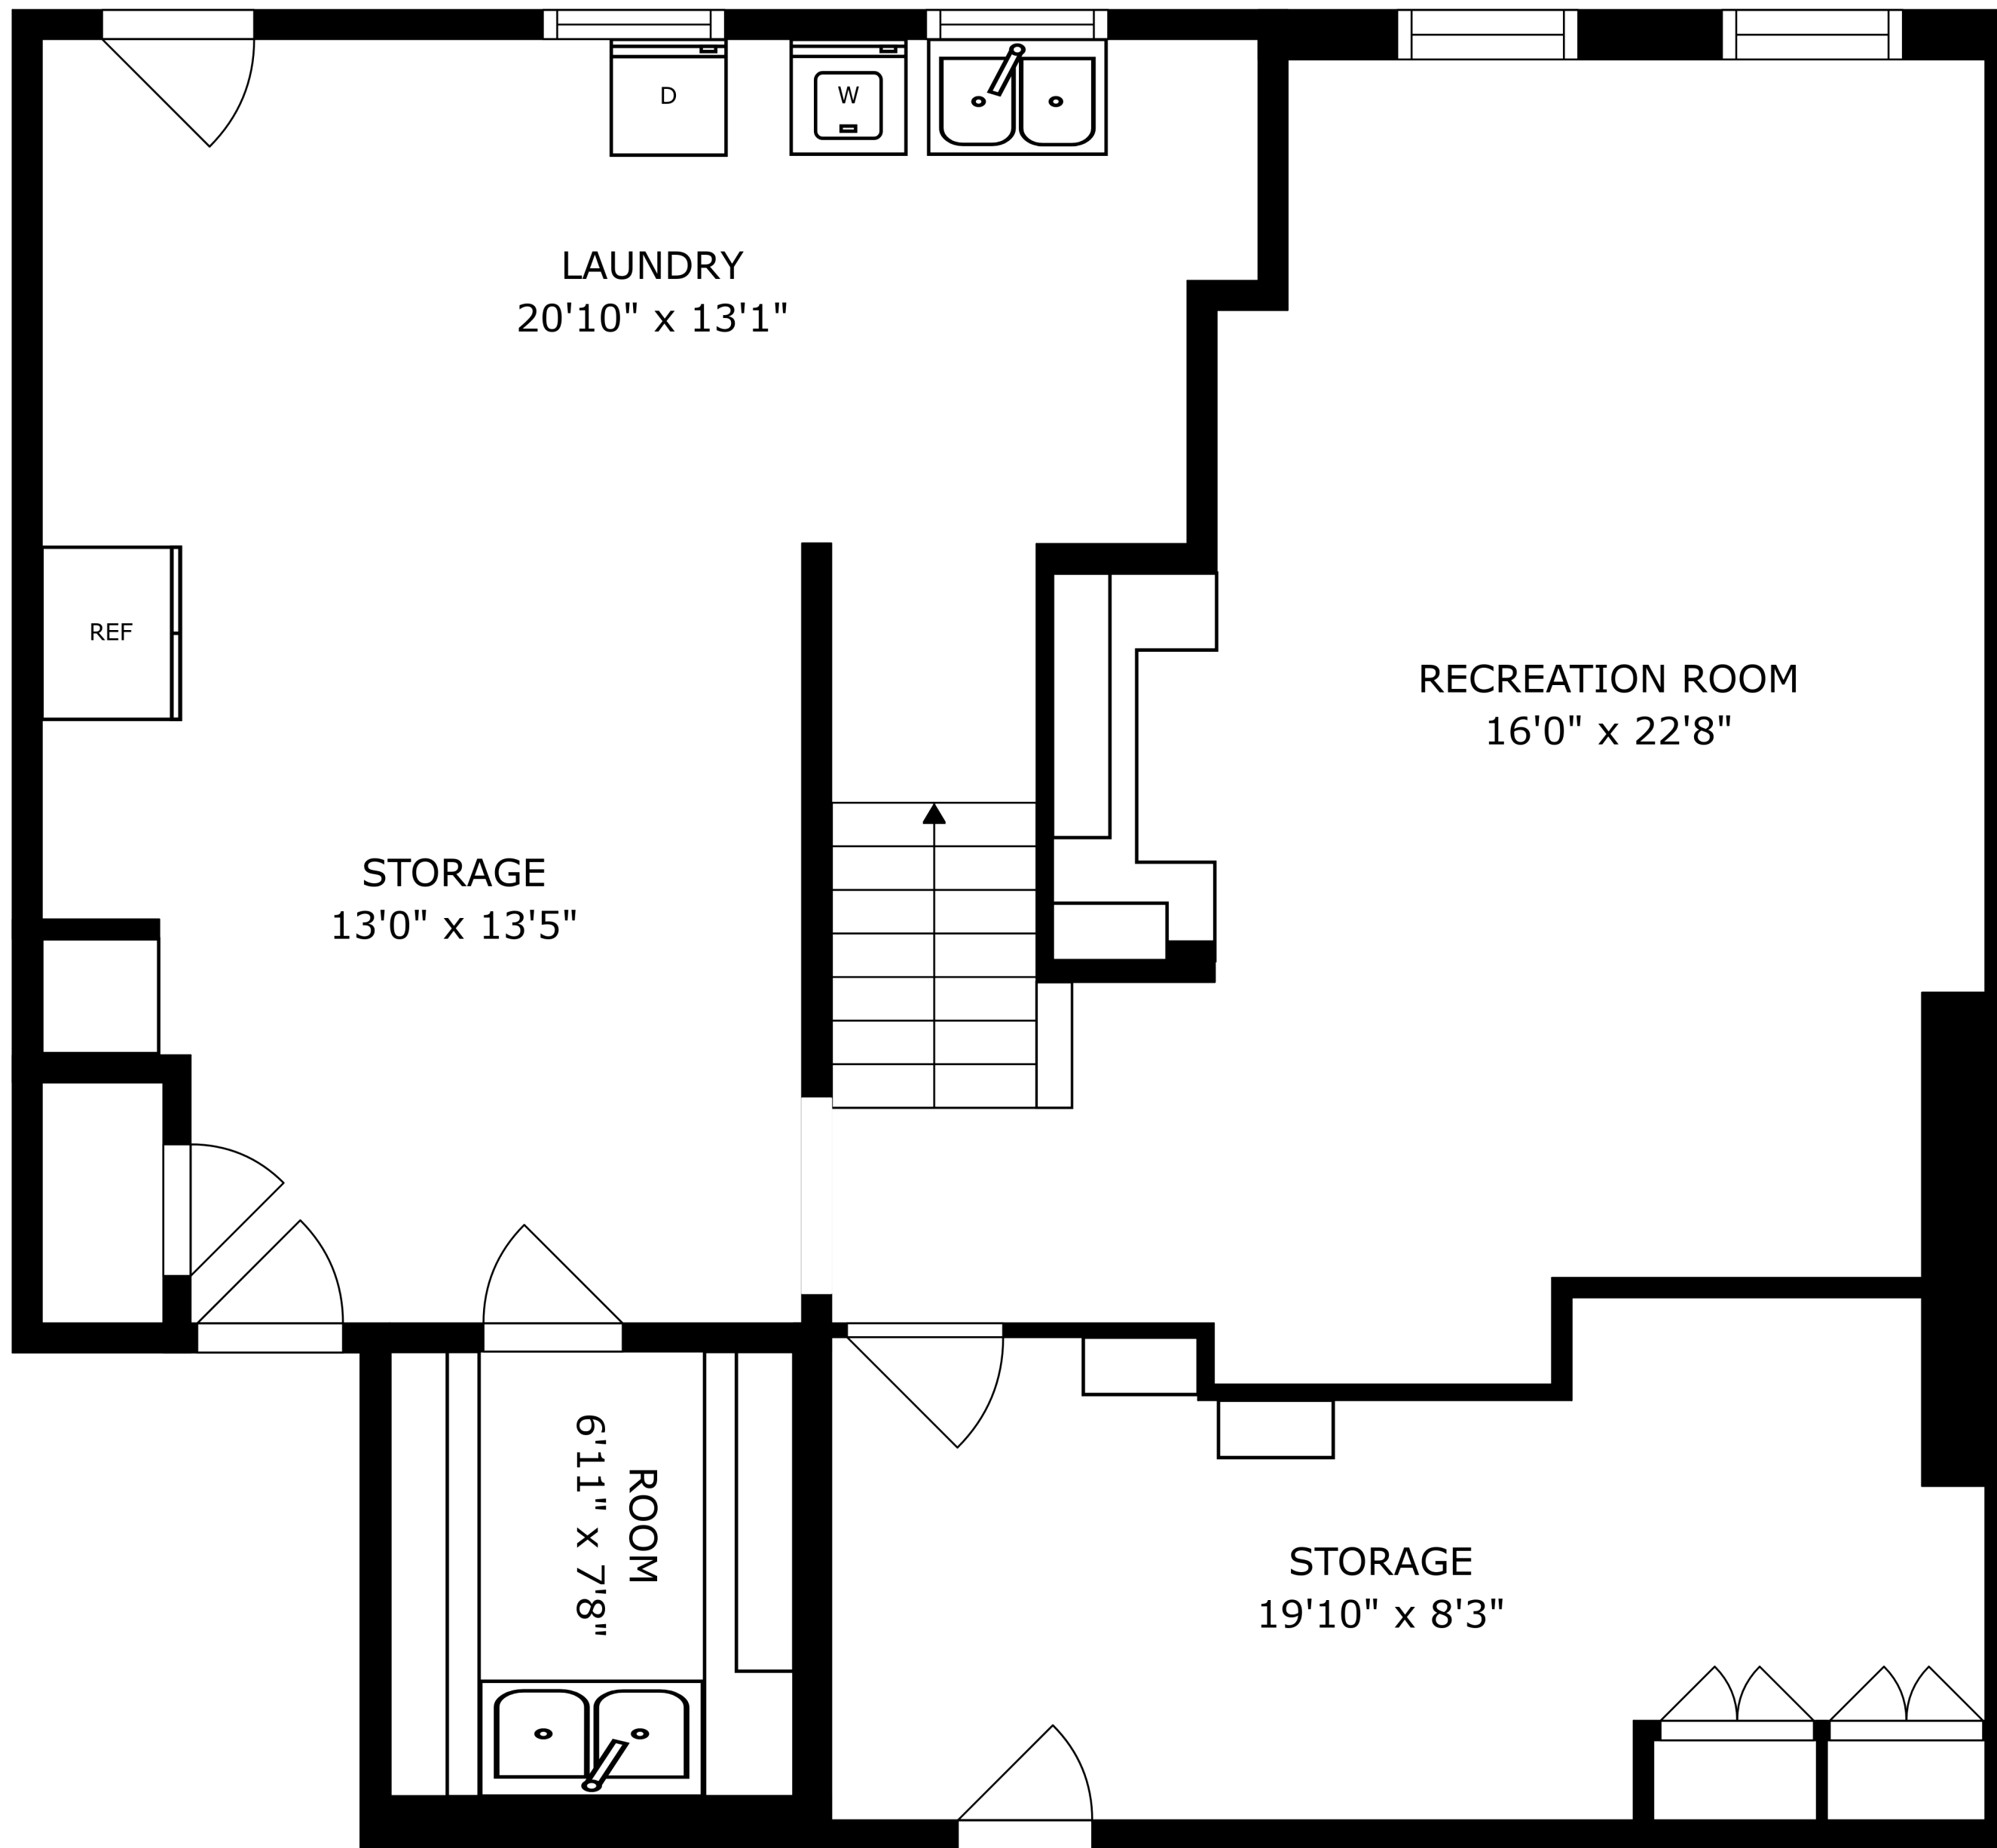 D
W
LAUNDRY
20'10" x 13'1"
REF
RECREATION ROOM
16'0" x 22'8"
STORAGE
13'0" x 13'5"
ROOM
6'11" x 7'8"
STORAGE
19'10" x 8'3"